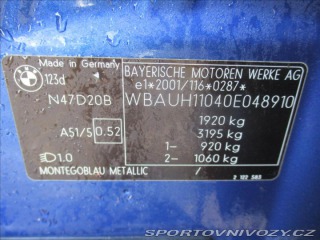 Made in Germany
BAYERISCHE MOTOREN WERKE AG
123d
e1*2001/116*0287*
N47D20B
WBAUH11040E048910
1920 kg
A51/5 0.52
3195 kg
1- 920 kg
1.0
2- 1060 kg
MONTEGOBLAU METALLIC /
WWW.SPORTOVNIVOZY.CZ